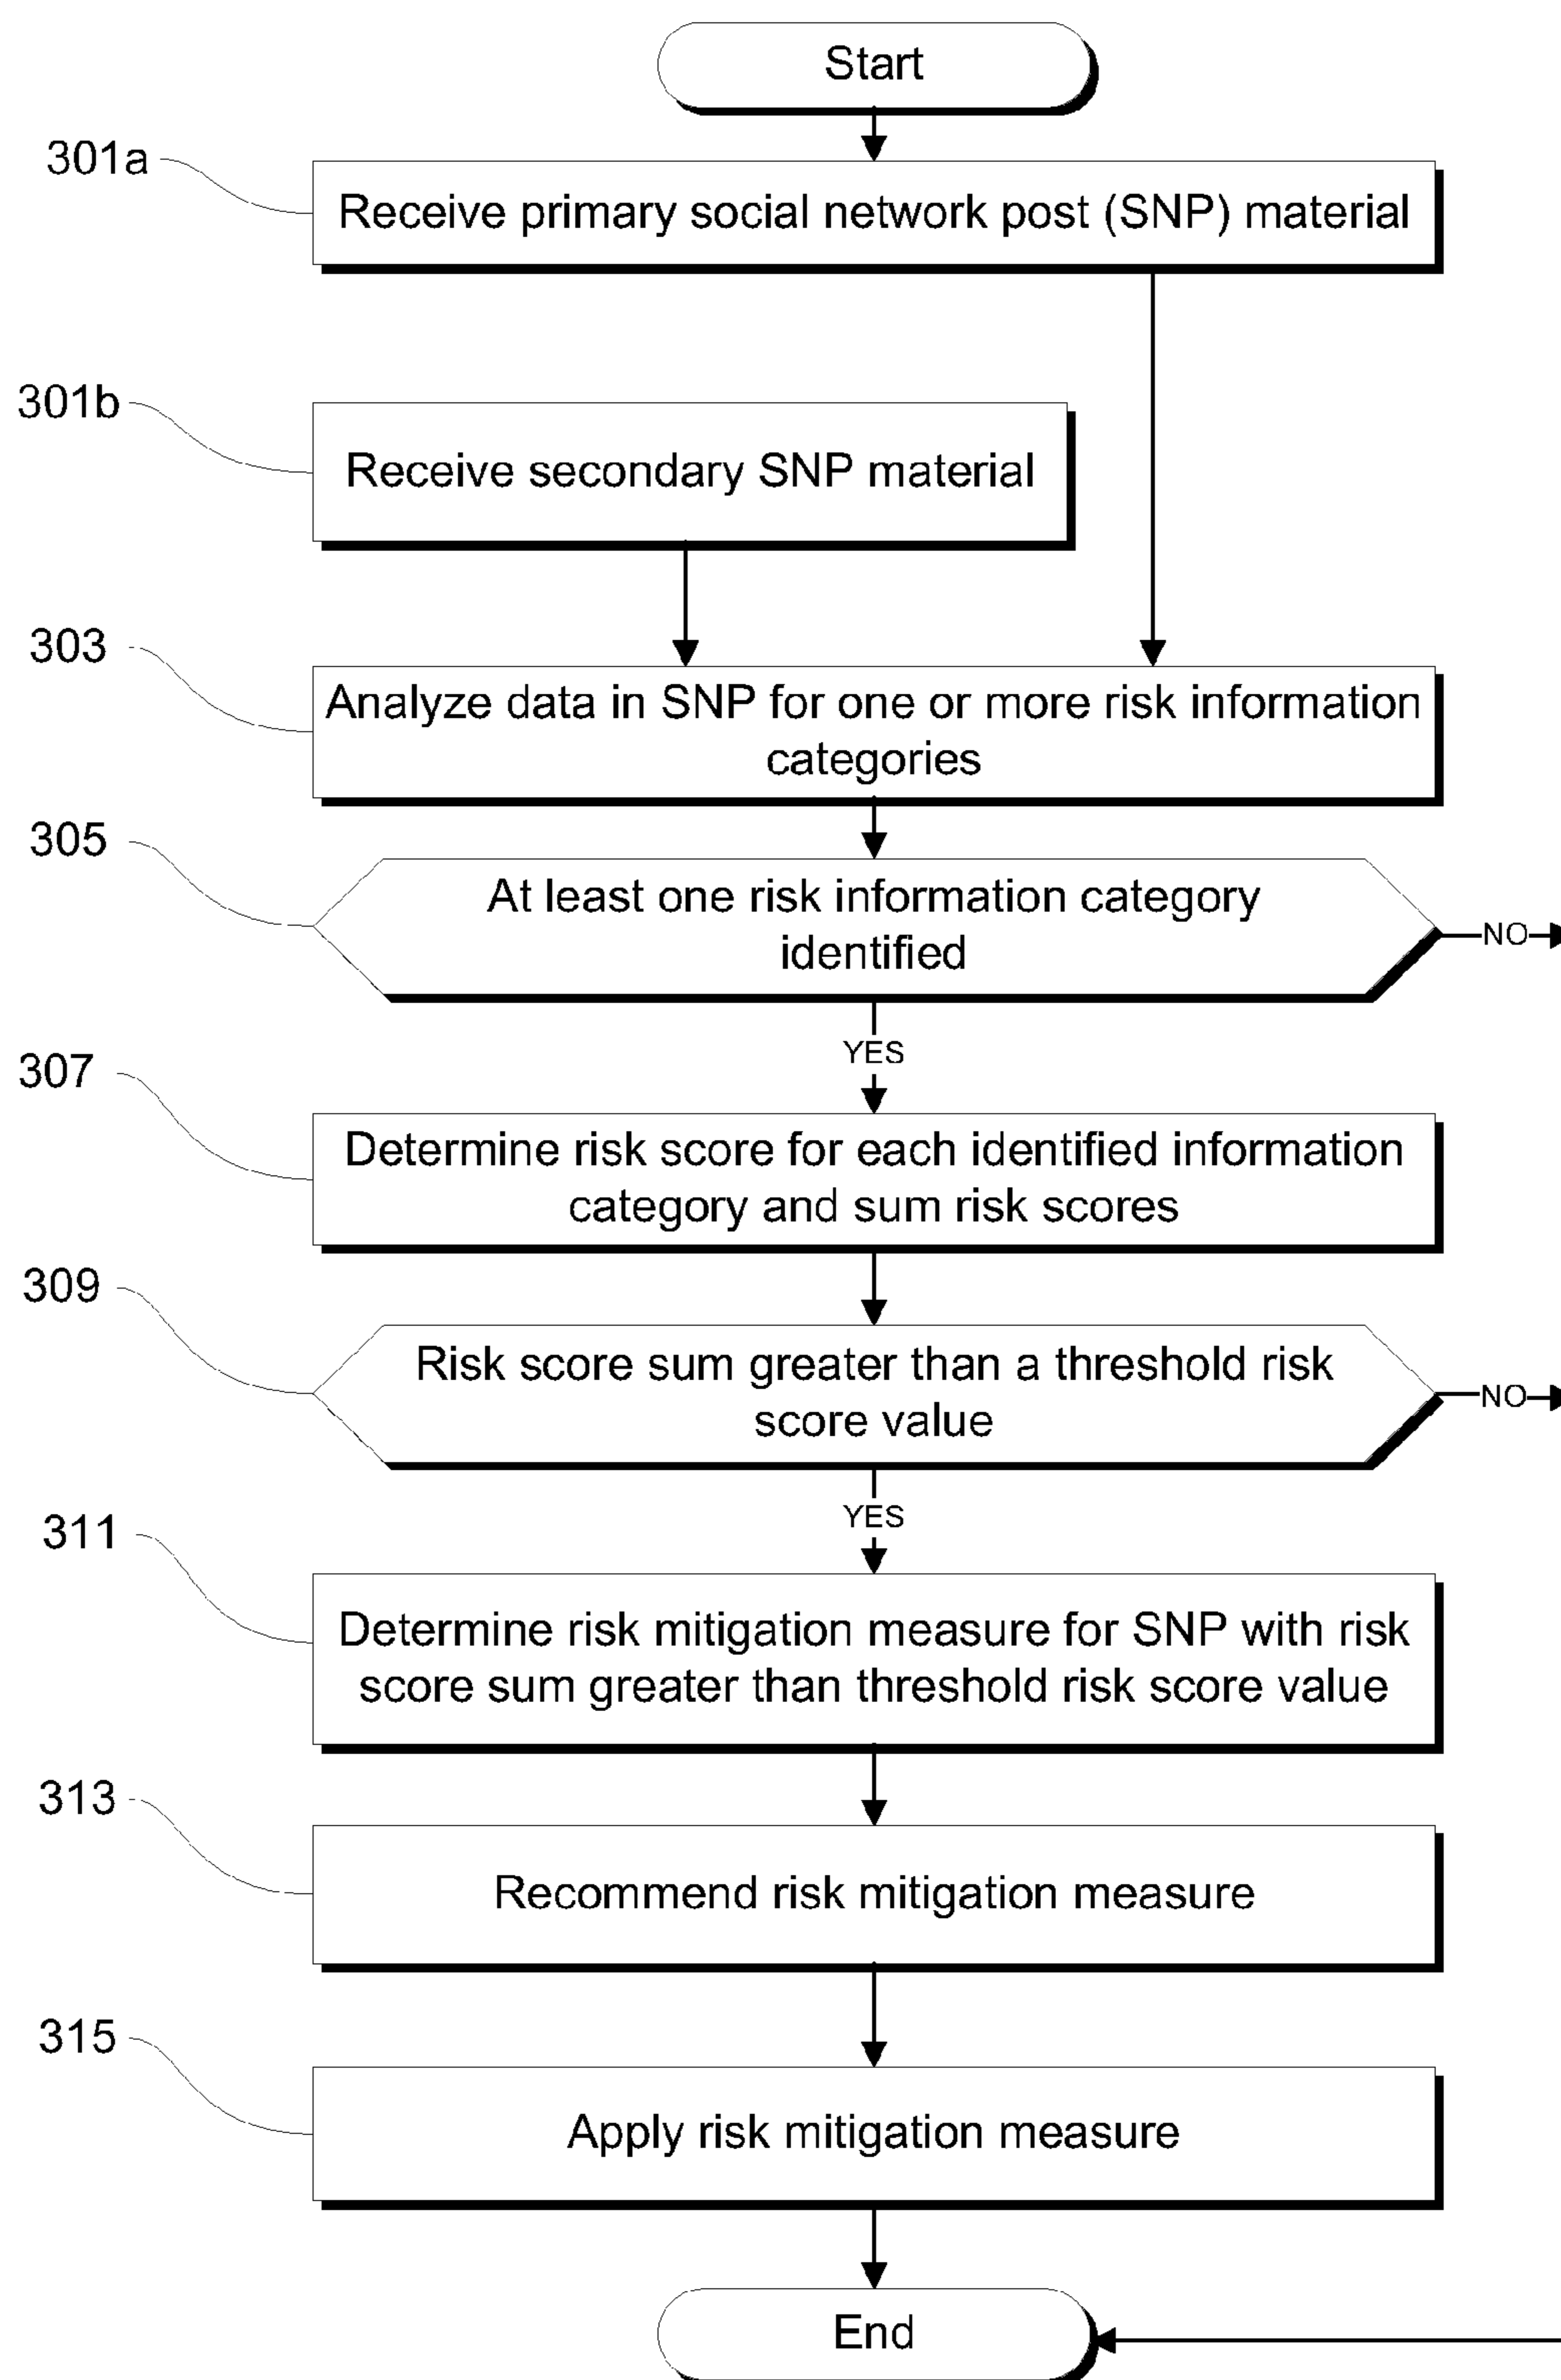 Start
301a
Receive primary social network post (SNP) material
301b
Receive secondary SNP material
303
Analyze data in SNP for one or more risk information
categories
305
At least one risk information category
identified
NO
YES
307
Determine risk score for each identified information
category and sum risk scores
309
Risk score sum greater than a threshold risk
score value
NO
YES
311
Determine risk mitigation measure for SNP with risk
score sum greater than threshold risk score value
313
Recommend risk mitigation measure
315
Apply risk mitigation measure
End